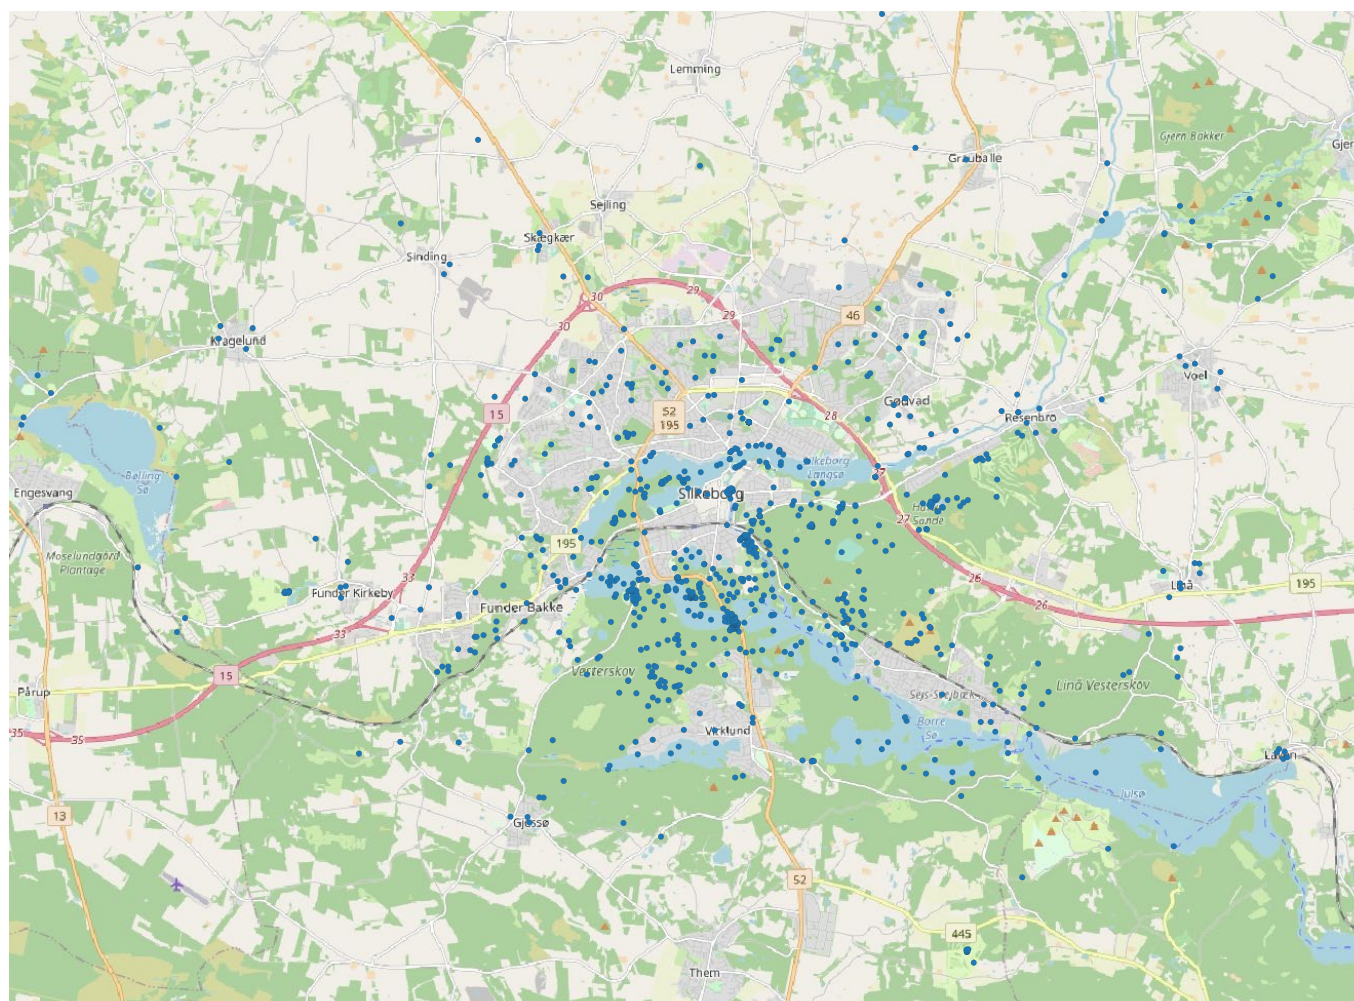 Lemming
Gjern Bakker
Grauballe
Gjer
Sejling
Skægkær
Sinding
29
30
29
46
30
Kragelund
Voel
Gødvad
15
52
195
28
Resenbro
Bølling
Sø
Silkeborg
Langsø
27
Engesvang
Silkeborg
Sande
27
Moselundgård
Plantage
195
26
33
Funder Kirkeby
Linå
195
Funder Bakke
26
33
15
Vesterskov
Linå Vesterskov
Pårup
Sejs-Svejbæk
35
35
Virklund
Borre
Sø
Laven
Julsø
13
Gjessø
52
445
Them